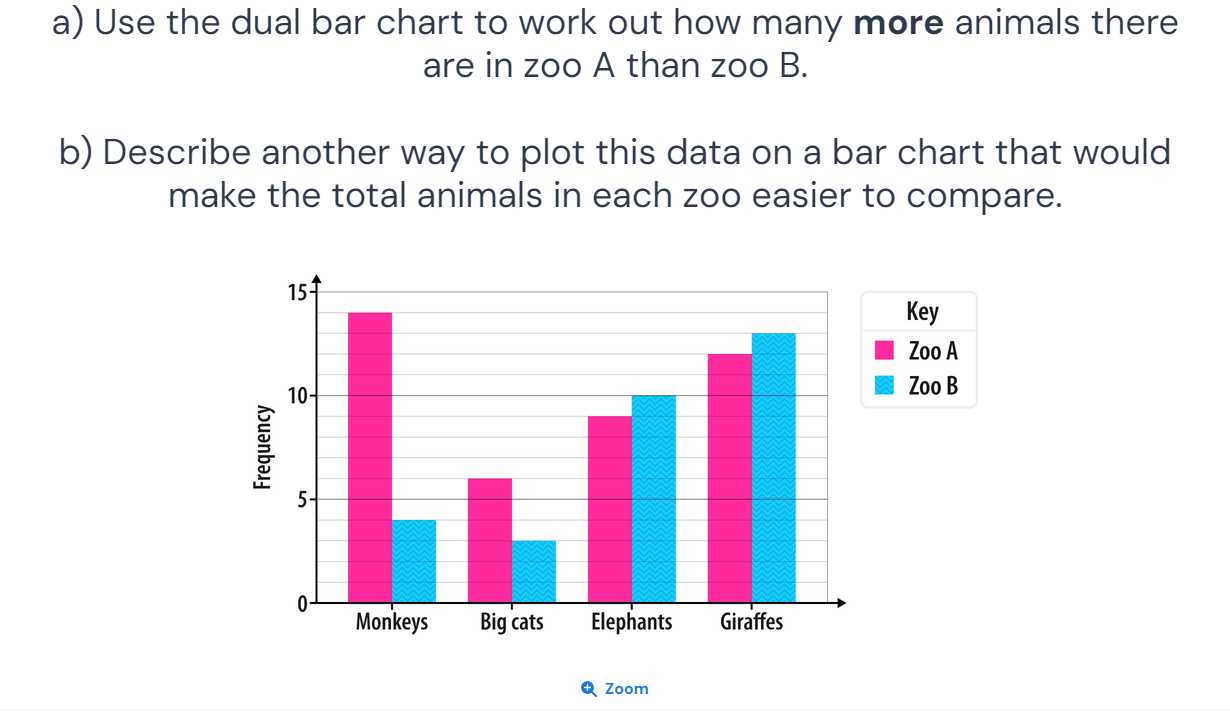 a) Use the dual bar chart to work out how many more animals there
are in zoo A than zoo B.
b) Describe another way to plot this data on a bar chart that would
make the total animals in each zoo easier to compare.
15
10
5
0
Frequency
Monkeys
Big cats
Elephants
Giraffes
Key
Zoo A
Zoo B
Zoom